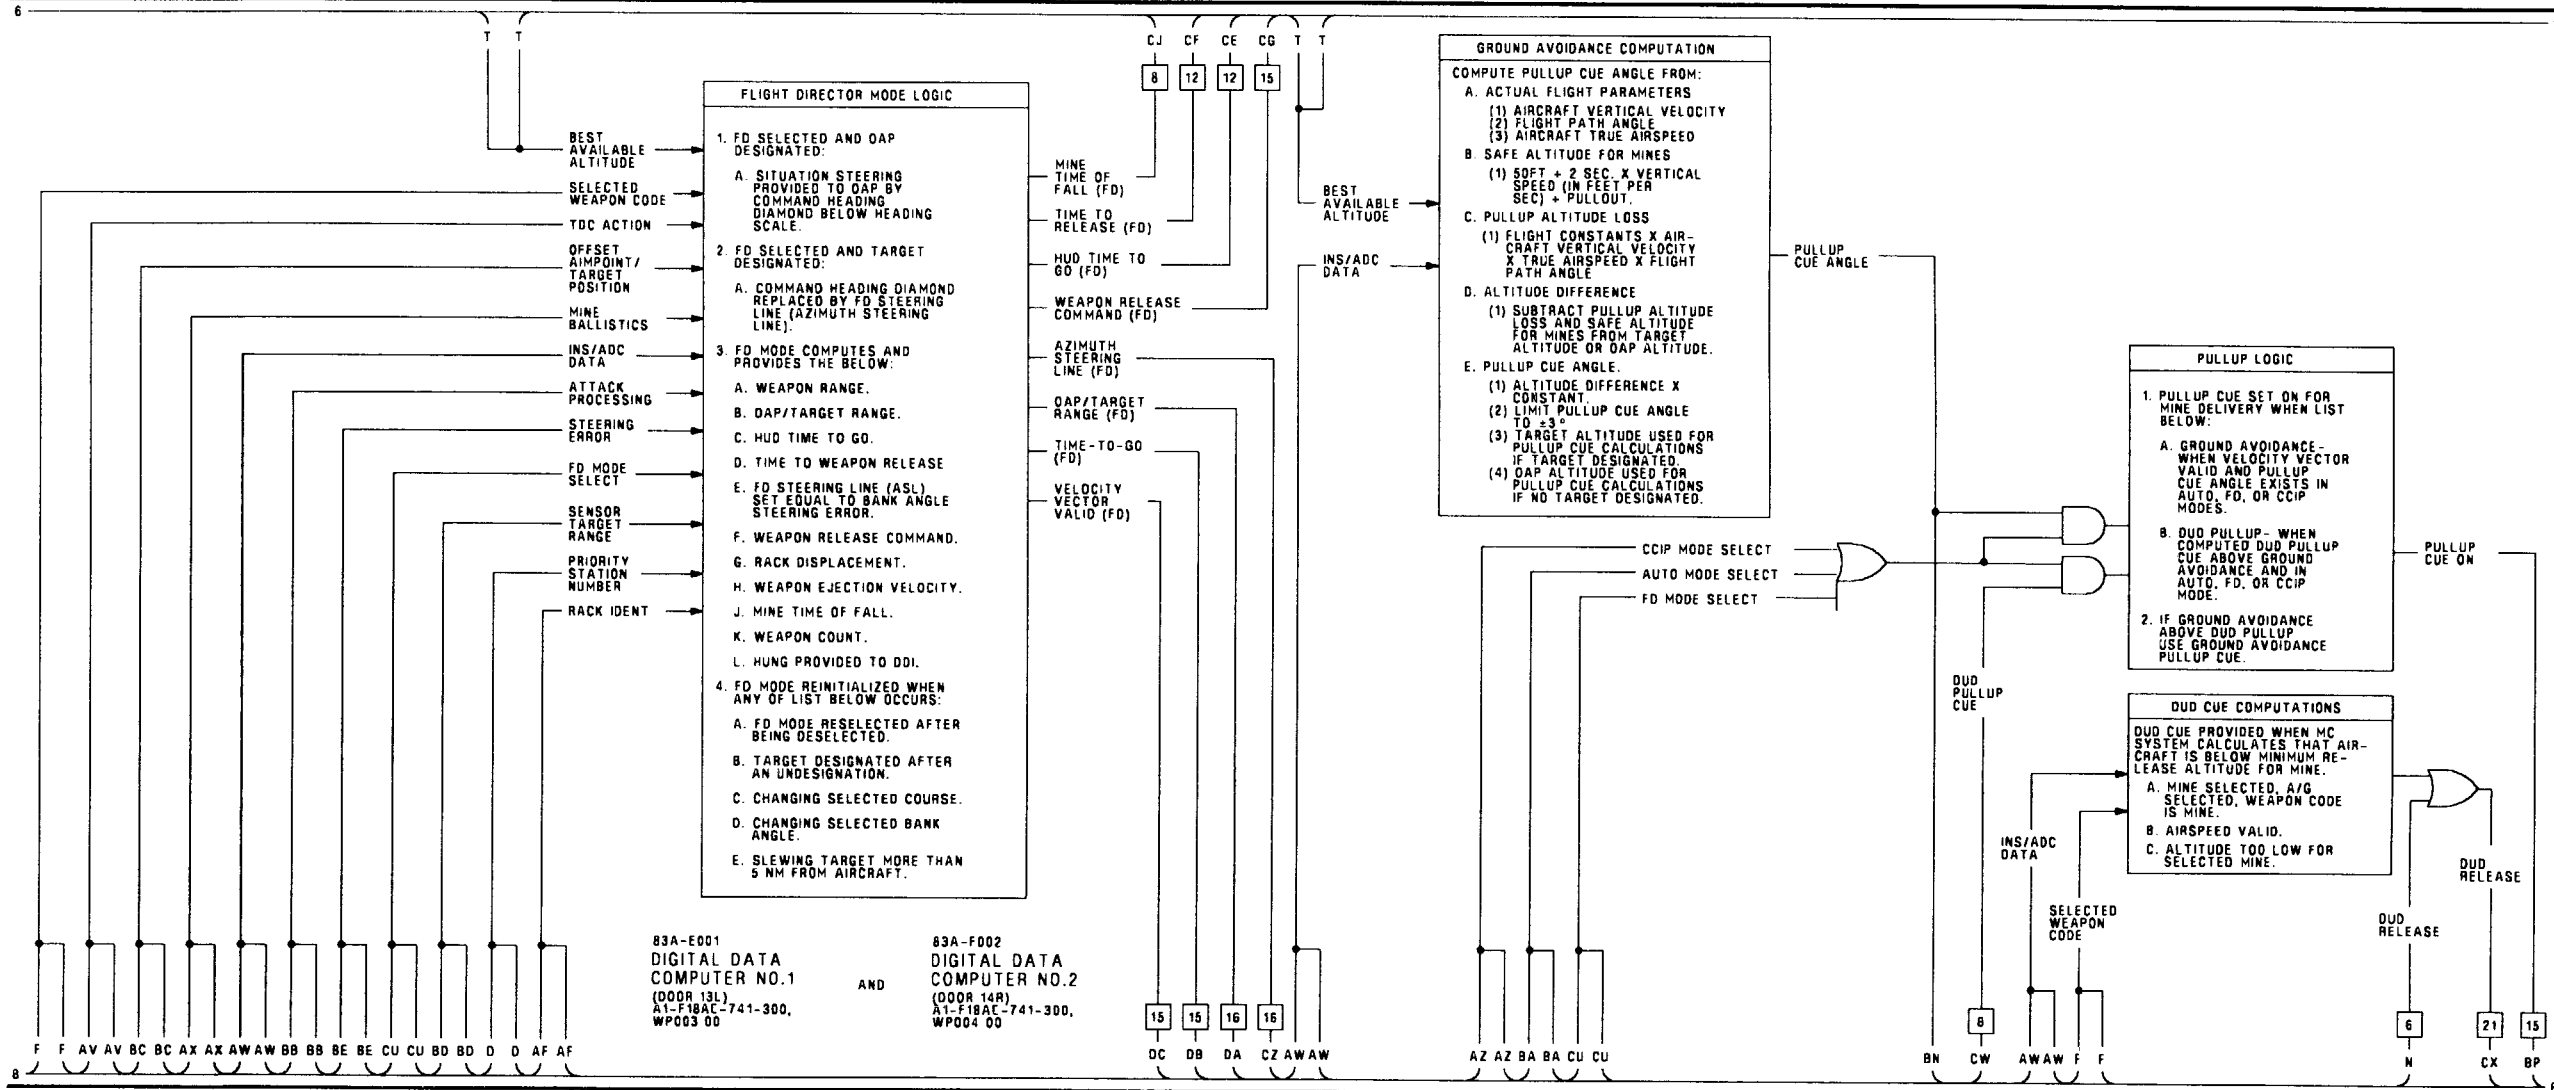 6
T T
CJ CF CE CG T T
8 12 12 15
FLIGHT DIRECTOR MODE LOGIC
1. FD SELECTED AND OAP
DESIGNATED:
A. SITUATION STEERING
PROVIDED TO OAP BY
COMMAND HEADING
DIAMOND BELOW HEADING
SCALE.
2. FD SELECTED AND TARGET
DESIGNATED:
A. COMMAND HEADING DIAMOND
REPLACED BY FD STEERING
LINE (AZIMUTH STEERING
LINE).
3. FD MODE COMPUTES AND
PROVIDES THE BELOW:
A. WEAPON RANGE.
B. OAP/TARGET RANGE.
C. HUD TIME TO GO.
D. TIME TO WEAPON RELEASE
E. FD STEERING LINE (ASL)
SET EQUAL TO BANK ANGLE
STEERING ERROR.
F. WEAPON RELEASE COMMAND.
G. RACK DISPLACEMENT.
H. WEAPON EJECTION VELOCITY.
J. MINE TIME OF FALL.
K. WEAPON COUNT.
L. HUNG PROVIDED TO DDI.
4. FD MODE REINITIALIZED WHEN
ANY OF LIST BELOW OCCURS:
A. FD MODE RESELECTED AFTER
BEING DESELECTED.
B. TARGET DESIGNATED AFTER
AN UNDESIGNATION.
C. CHANGING SELECTED COURSE.
D. CHANGING SELECTED BANK
ANGLE.
E. SLEWING TARGET MORE THAN
5 NM FROM AIRCRAFT.
BEST
AVAILABLE
ALTITUDE
SELECTED
WEAPON CODE
TDC ACTION
OFFSET
AIMPOINT/
TARGET
POSITION
MINE
BALLISTICS
INS/ADC
DATA
ATTACK
PROCESSING
STEERING
ERROR
FD MODE
SELECT
SENSOR
TARGET
RANGE
PRIORITY
STATION
NUMBER
RACK IDENT
MINE
TIME OF
FALL (FD)
TIME TO
RELEASE (FD)
HUD TIME TO
GO (FD)
WEAPON RELEASE
COMMAND (FD)
AZIMUTH
STEERING
LINE (FD)
OAP/TARGET
RANGE (FD)
TIME-TO-GO
(FD)
VELOCITY
VECTOR
VALID (FD)
BEST
AVAILABLE
ALTITUDE
INS/ADC
DATA
GROUND AVOIDANCE COMPUTATION
COMPUTE PULLUP CUE ANGLE FROM:
A. ACTUAL FLIGHT PARAMETERS
(1) AIRCRAFT VERTICAL VELOCITY
(2) FLIGHT PATH ANGLE
(3) AIRCRAFT TRUE AIRSPEED
B. SAFE ALTITUDE FOR MINES
(1) 50FT + 2 SEC. X VERTICAL
SPEED (IN FEET PER
SEC) + PULLOUT.
C. PULLUP ALTITUDE LOSS
(1) FLIGHT CONSTANTS X AIR-
CRAFT VERTICAL VELOCITY
X TRUE AIRSPEED X FLIGHT
PATH ANGLE
D. ALTITUDE DIFFERENCE
(1) SUBTRACT PULLUP ALTITUDE
LOSS AND SAFE ALTITUDE
FOR MINES FROM TARGET
ALTITUDE OR OAP ALTITUDE.
E. PULLUP CUE ANGLE.
(1) ALTITUDE DIFFERENCE X
CONSTANT.
(2) LIMIT PULLUP CUE ANGLE
TO ±3°
(3) TARGET ALTITUDE USED FOR
PULLUP CUE CALCULATIONS
IF TARGET DESIGNATED.
(4) OAP ALTITUDE USED FOR
PULLUP CUE CALCULATIONS
IF NO TARGET DESIGNATED.
PULLUP
CUE ANGLE
CCIP MODE SELECT
AUTO MODE SELECT
FD MODE SELECT
PULLUP LOGIC
1. PULLUP CUE SET ON FOR
MINE DELIVERY WHEN LIST
BELOW:
A. GROUND AVOIDANCE-
WHEN VELOCITY VECTOR
VALID AND PULLUP
CUE ANGLE EXISTS IN
AUTO, FD, OR CCIP
MODES.
B. DUD PULLUP- WHEN
COMPUTED DUD PULLUP
CUE ABOVE GROUND
AVOIDANCE AND IN
AUTO, FD, OR CCIP
MODE.
2. IF GROUND AVOIDANCE
ABOVE DUD PULLUP
USE GROUND AVOIDANCE
PULLUP CUE.
PULLUP
CUE ON
DUD
PULLUP
CUE
DUD CUE COMPUTATIONS
DUD CUE PROVIDED WHEN MC
SYSTEM CALCULATES THAT AIR-
CRAFT IS BELOW MINIMUM RE-
LEASE ALTITUDE FOR MINE.
A. MINE SELECTED, A/G
SELECTED, WEAPON CODE
IS MINE.
B. AIRSPEED VALID.
C. ALTITUDE TOO LOW FOR
SELECTED MINE.
INS/ADC
DATA
SELECTED
WEAPON
CODE
DUD
RELEASE
DUD
RELEASE
83A-E001
DIGITAL DATA
COMPUTER NO.1
(DOOR 13L)
A1-F18AC-741-300,
WP003 00
AND
83A-F002
DIGITAL DATA
COMPUTER NO.2
(DOOR 14R)
A1-F18AC-741-300,
WP004 00
15 15 16 16
8 6 21 15
F F AV AV BC BC AX AX AW AW BB BB BE BE CU CU BD BD D D AF AF
DC DB DA CZ AW AW
AZ AZ BA BA CU CU
BN CW AW AW F F N CX BP
8